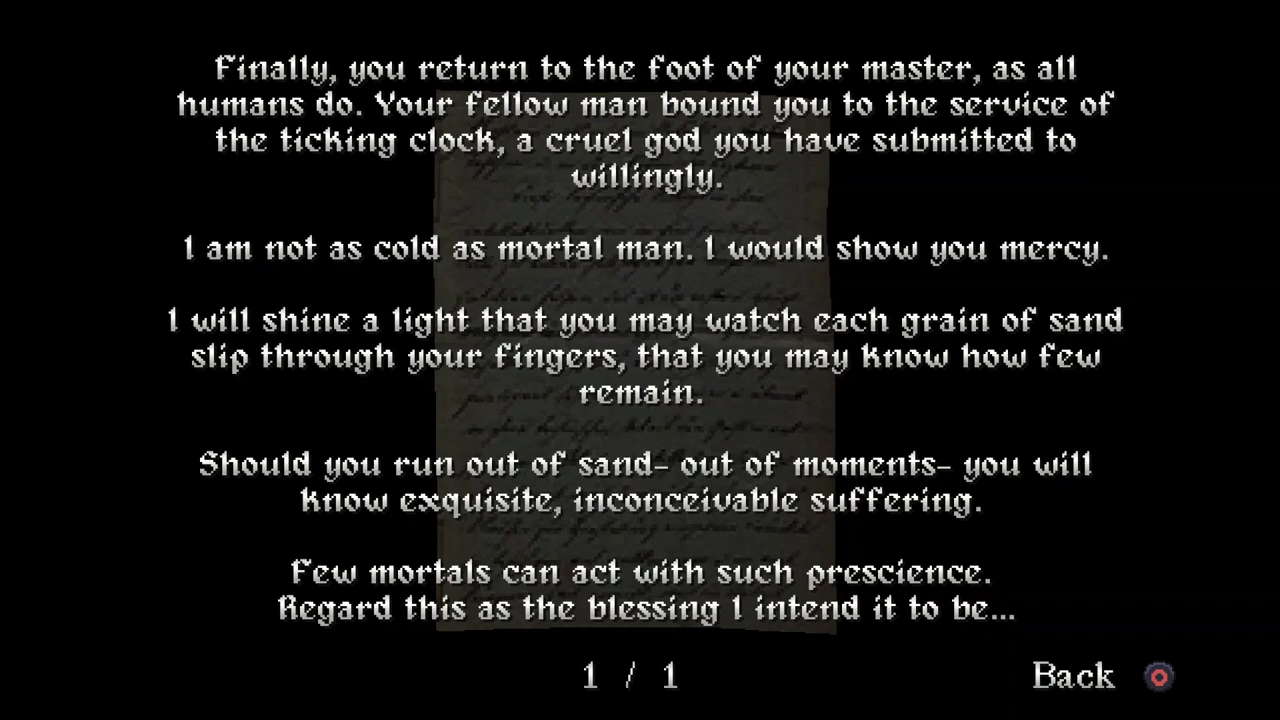 Finally, you return to the foot of your master, as all
humans do. Your fellow man bound you to the service of
the ticking clock, a cruel god you have submitted to
willingly.
I am not as cold as mortal man. I would show you mercy.
I will shine a light that you may watch each grain of sand
slip through your fingers, that you may know how few
remain.
Should you run out of sand- out of moments- you will
know exquisite, inconceivable suffering.
Few mortals can act with such prescience.
Regard this as the blessing I intend it to be...
1 / 1
Back